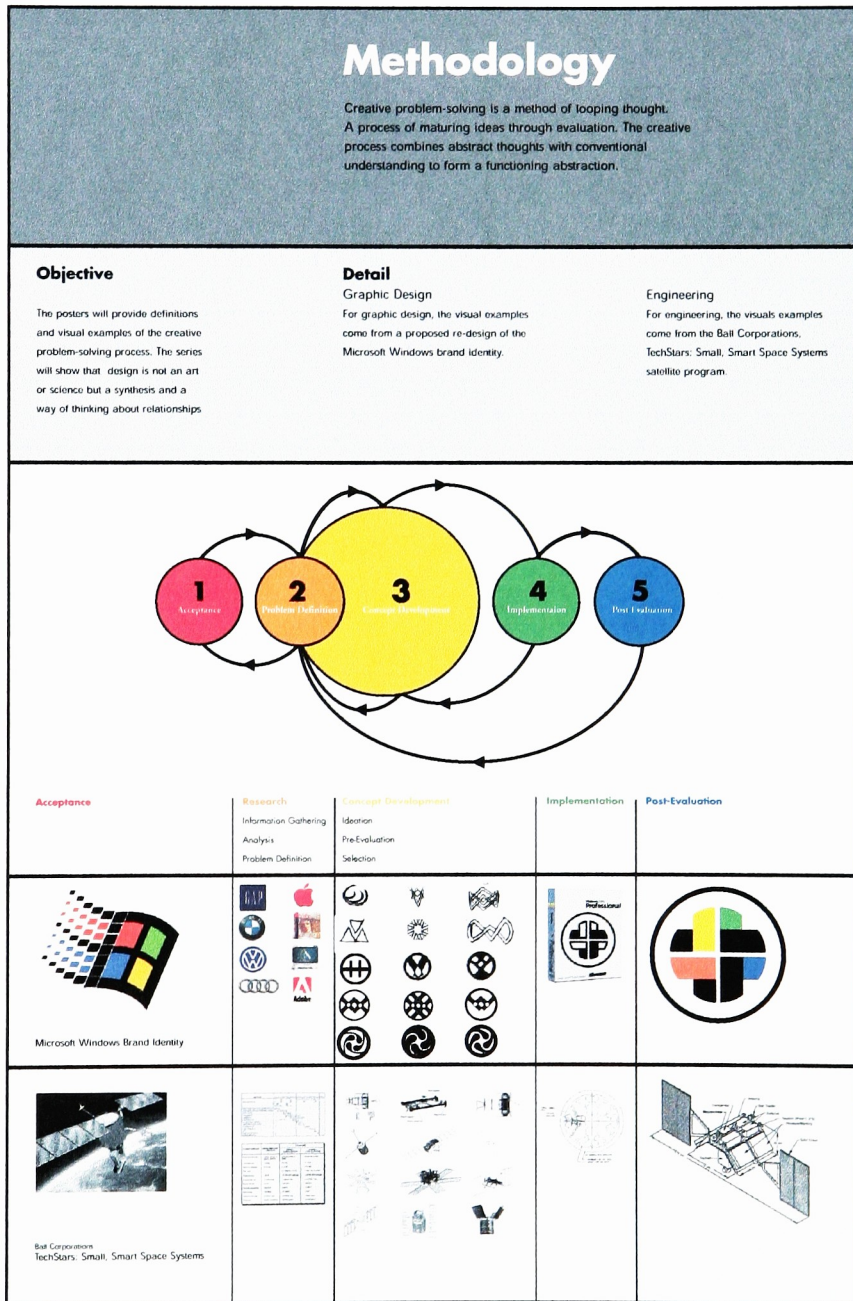 Methodology
Creative problem-solving is a method of looping thought.
A process of maturing ideas through evaluation. The creative
process combines abstract thoughts with conventional
understanding to form a functioning abstraction.
Objective
The posters will provide definitions
and visual examples of the creative
problem-solving process. The series
will show that design is not an art
or science but a synthesis and a
way of thinking about relationships
Detail
Graphic Design
For graphic design, the visual examples
come from a proposed re-design of the
Microsoft Windows brand identity.
Engineering
For engineering, the visuals examples
come from the Ball Corporations,
TechStars: Small, Smart Space Systems
satellite program.
1
Acceptance
2
Problem Definition
3
Concept Development
4
Implementaion
5
Post Evaluation
Acceptance
Research
Information Gathering
Analysis
Problem Definition
Concept Development
Ideation
Pre-Evaluation
Selection
Implementation
Post-Evaluation
Microsoft Windows Brand Identity
GAP
Adobe
Professional
Ball Corporations
TechStars: Small, Smart Space Systems